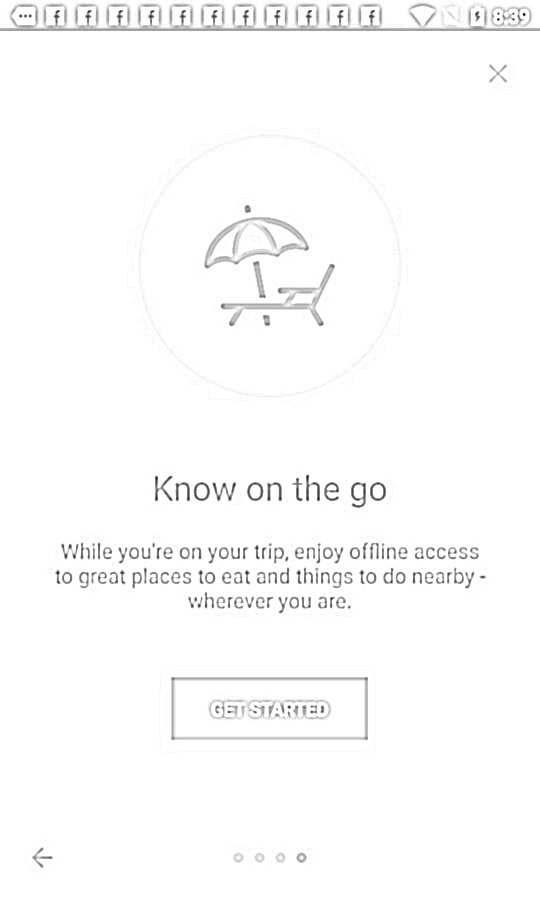 8:39
Know on the go
While you're on your trip, enjoy offline access
to great places to eat and things to do nearby -
wherever you are.
GET STARTED